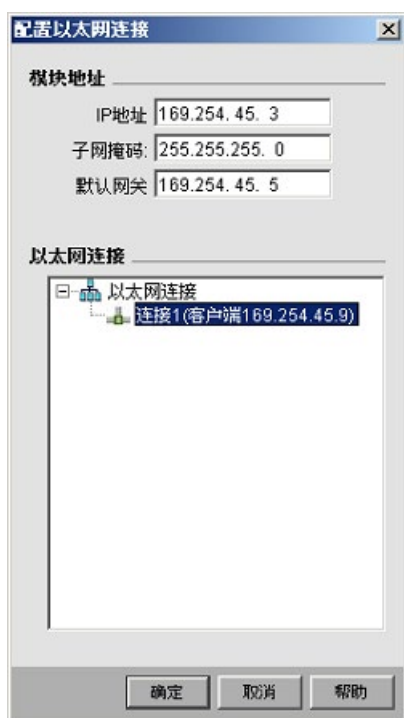 配置以太网连接
模块地址
IP地址 169.254. 45. 3
子网掩码: 255.255.255. 0
默认网关 169.254. 45. 5
以太网连接
以太网连接
连接1(客户端169.254.45.9)
确定 取消 帮助